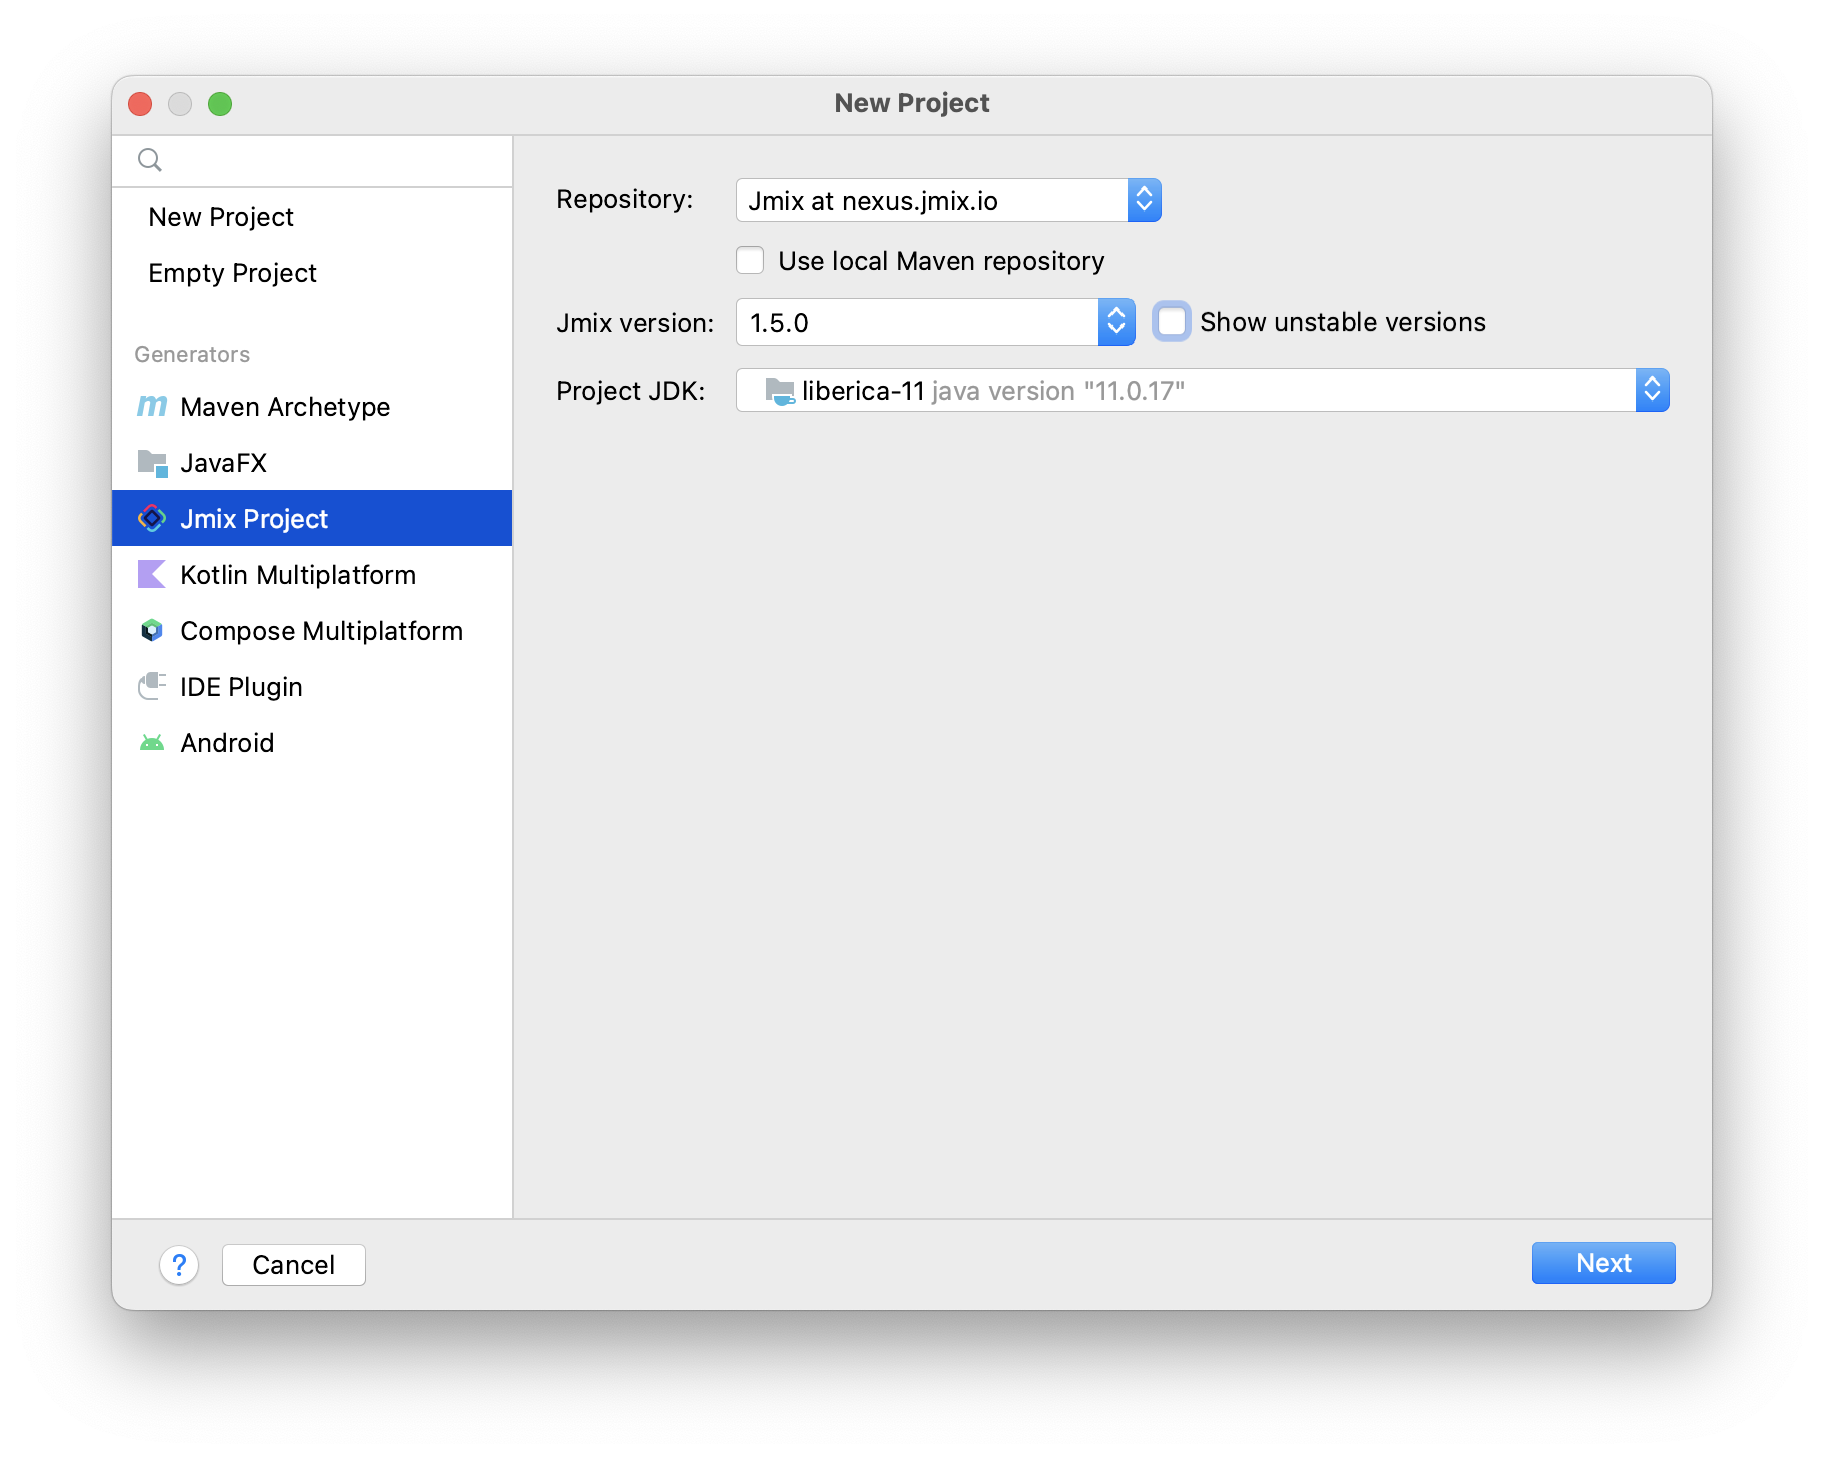 New Project
New Project
Empty Project
Generators
m Maven Archetype
JavaFX
Jmix Project
Kotlin Multiplatform
Compose Multiplatform
IDE Plugin
Android
Repository: Jmix at nexus.jmix.io
Use local Maven repository
Jmix version: 1.5.0 Show unstable versions
Project JDK: liberica-11 java version "11.0.17"
? Cancel Next